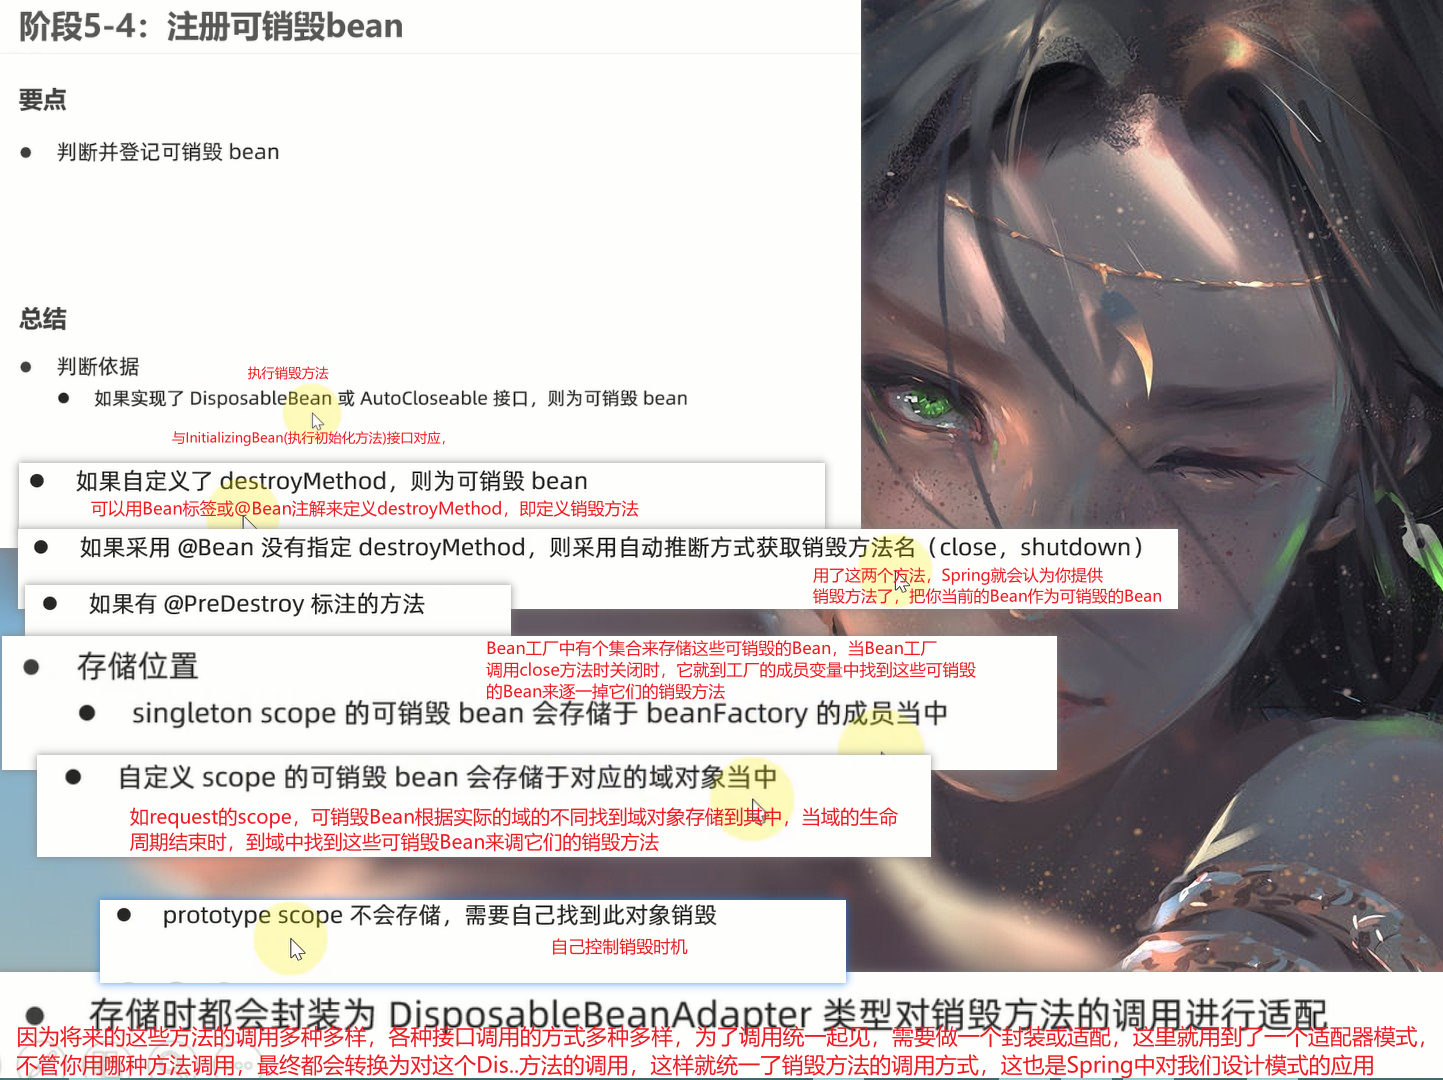 阶段5-4：注册可销毁bean
要点
判断并登记可销毁 bean
总结
判断依据
执行销毁方法
如果实现了 DisposableBean 或 AutoCloseable 接口，则为可销毁 bean
与InitializingBean(执行初始化方法)接口对应，
如果自定义了 destroyMethod，则为可销毁 bean
可以用Bean标签或@Bean注解来定义destroyMethod，即定义销毁方法
如果采用 @Bean 没有指定 destroyMethod，则采用自动推断方式获取销毁方法名（close，shutdown）
用了这两个方法，Spring就会认为你提供
销毁方法了，把你当前的Bean作为可销毁的Bean
如果有 @PreDestroy 标注的方法
Bean工厂中有个集合来存储这些可销毁的Bean，当Bean工厂
调用close方法时关闭时，它就到工厂的成员变量中找到这些可销毁
的Bean来逐一掉它们的销毁方法
存储位置
singleton scope 的可销毁 bean 会存储于 beanFactory 的成员当中
自定义 scope 的可销毁 bean 会存储于对应的域对象当中
如request的scope，可销毁Bean根据实际的域的不同找到域对象存储到其中，当域的生命
周期结束时，到域中找到这些可销毁Bean来调它们的销毁方法
prototype scope 不会存储，需要自己找到此对象销毁
自己控制销毁时机
存储时都会封装为 DisposableBeanAdapter 类型对销毁方法的调用进行适配
因为将来的这些方法的调用多种多样，各种接口调用的方式多种多样，为了调用统一起见，需要做一个封装或适配，这里就用到了一个适配器模式，
不管你用哪种方法调用，最终都会转换为对这个Dis..方法的调用，这样就统一了销毁方法的调用方式，这也是Spring中对我们设计模式的应用